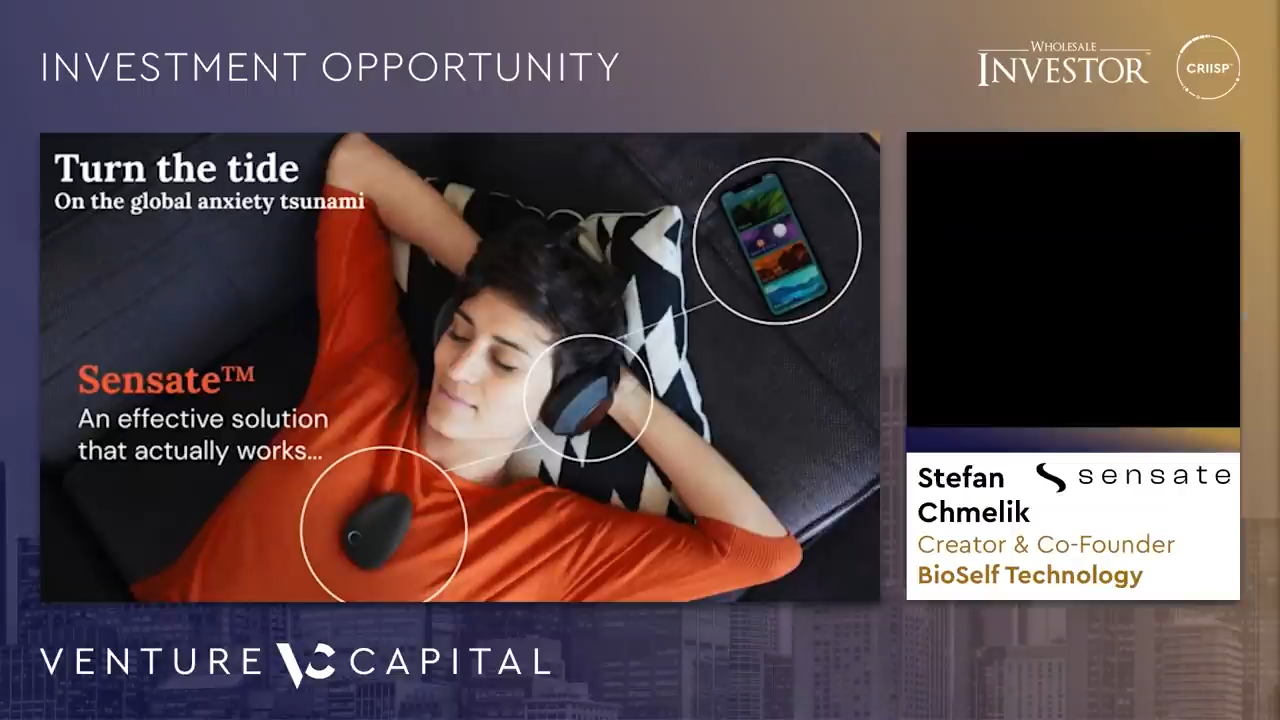 INVESTMENT OPPORTUNITY
WHOLESALE
INVESTOR
CRIISP
Turn the tide
On the global anxiety tsunami
Sensate™
An effective solution
that actually works...
Stefan
Chmelik
sensate
Creator & Co-Founder
BioSelf Technology
VENTURE VC CAPITAL